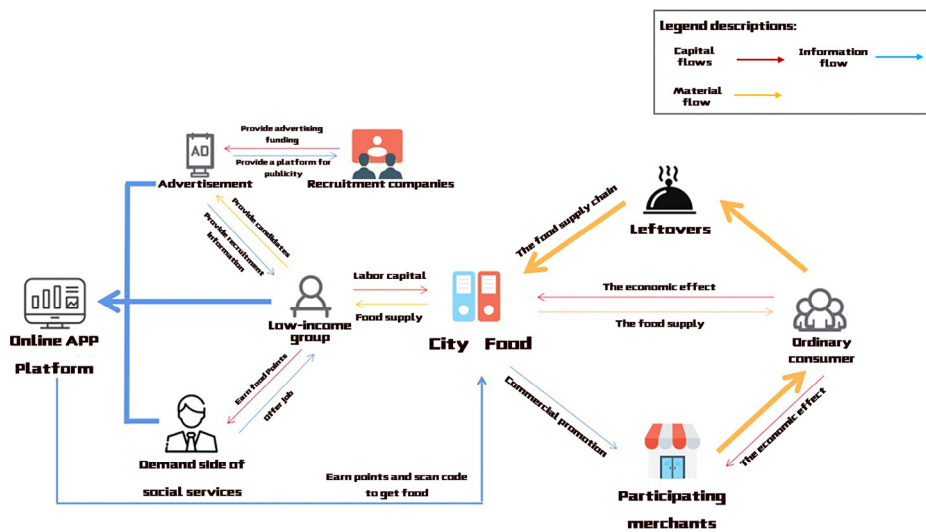 Legend descriptions:
Capital
flows
Information
flow
Material
flow
Provide advertising
funding
Provide a platform for
publicity
AD
Advertisement
Recruitment companies
Provide candidates
Provide recruitment
Information
The food supply chain
Leftovers
Labor capital
Food supply
The economic effect
The food supply
Low-income
group
City Food
Ordinary
consumer
Online APP
Platform
Earn food Points
Offer job
Commercial promotion
The economic effect
Demand side of
social services
Earn points and scan code
to get food
Participating
merchants